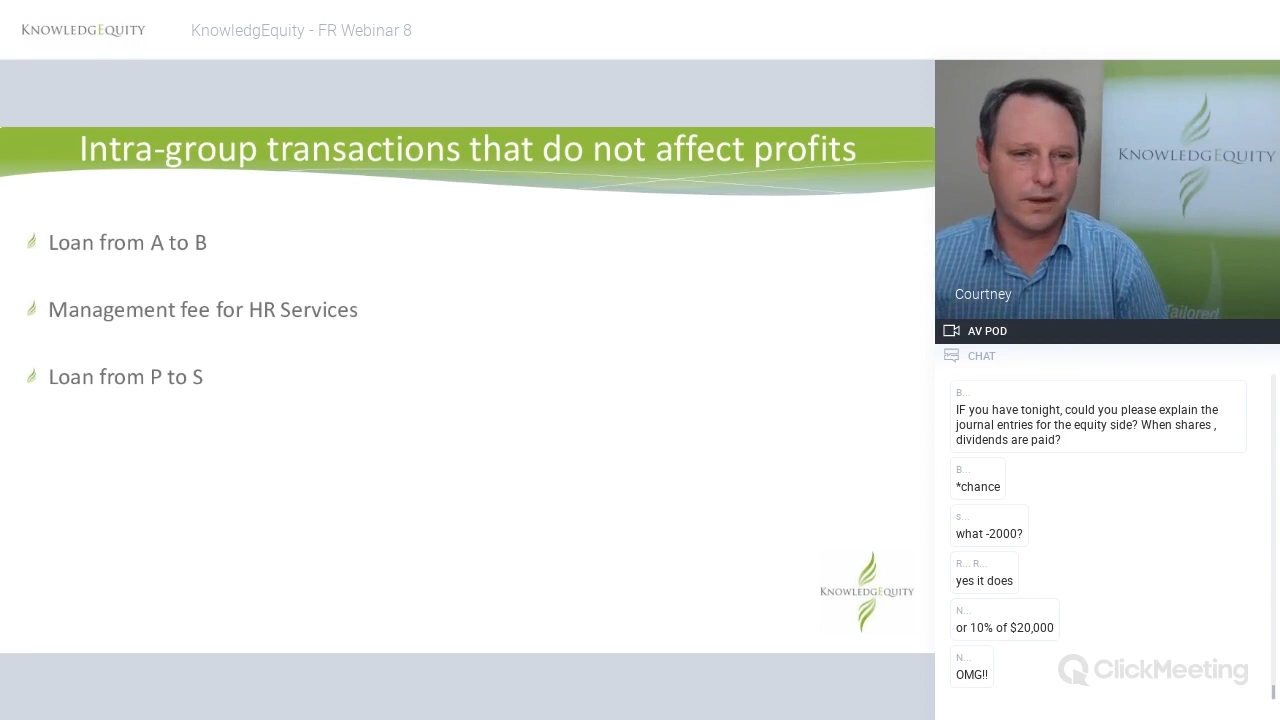 KNOWLEDGEQUITY
KnowledgEquity - FR Webinar 8
Intra-group transactions that do not affect profits
Loan from A to B
Management fee for HR Services
Loan from P to S
KNOWLEDGEQUITY
KNOWLEDGEQUITY
Tailored
Courtney
AV POD
CHAT
B...
IF you have tonight, could you please explain the
journal entries for the equity side? When shares ,
dividends are paid?
B...
*chance
s...
what -2000?
R... R...
yes it does
N...
or 10% of $20,000
N...
OMG!!
ClickMeeting